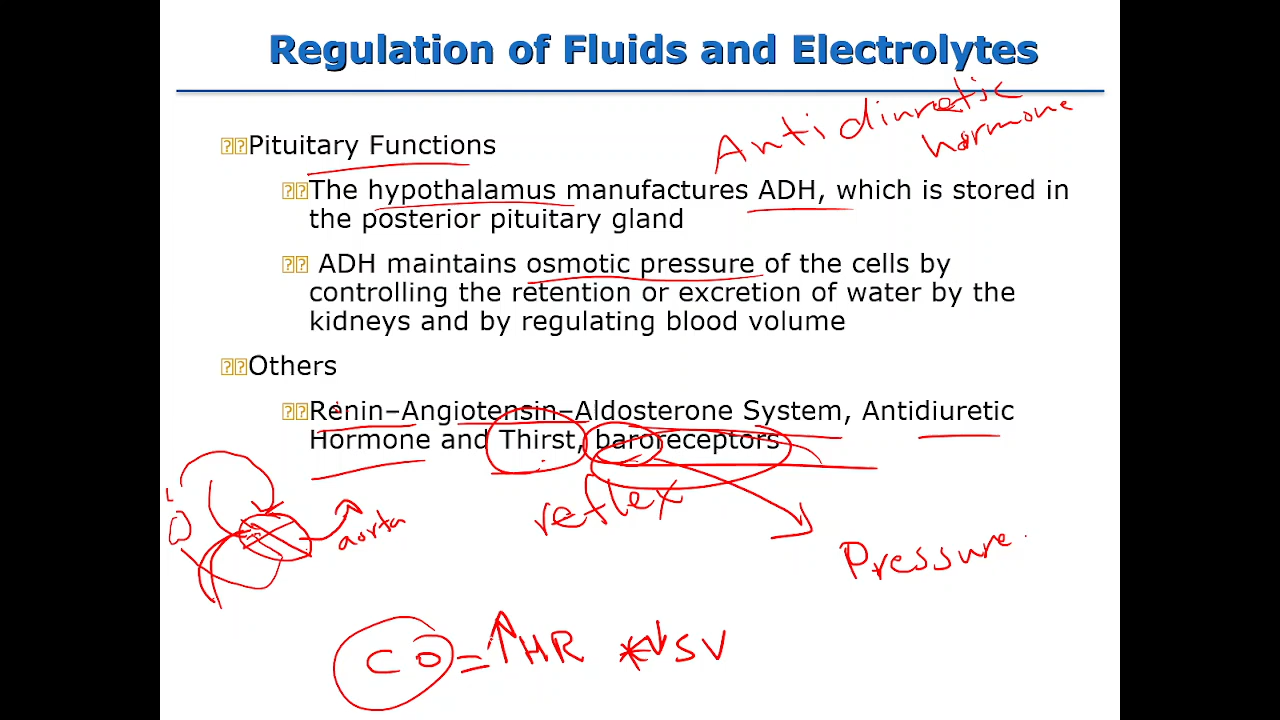 Regulation of Fluids and Electrolytes
Antidiuretic
hormone
Pituitary Functions
The hypothalamus manufactures ADH, which is stored in
the posterior pituitary gland
ADH maintains osmotic pressure of the cells by
controlling the retention or excretion of water by the
kidneys and by regulating blood volume
Others
Renin–Angiotensin–Aldosterone System, Antidiuretic
Hormone and Thirst, baroreceptors
reflex
aorta
Pressure
CO = ↑HR * ↓SV